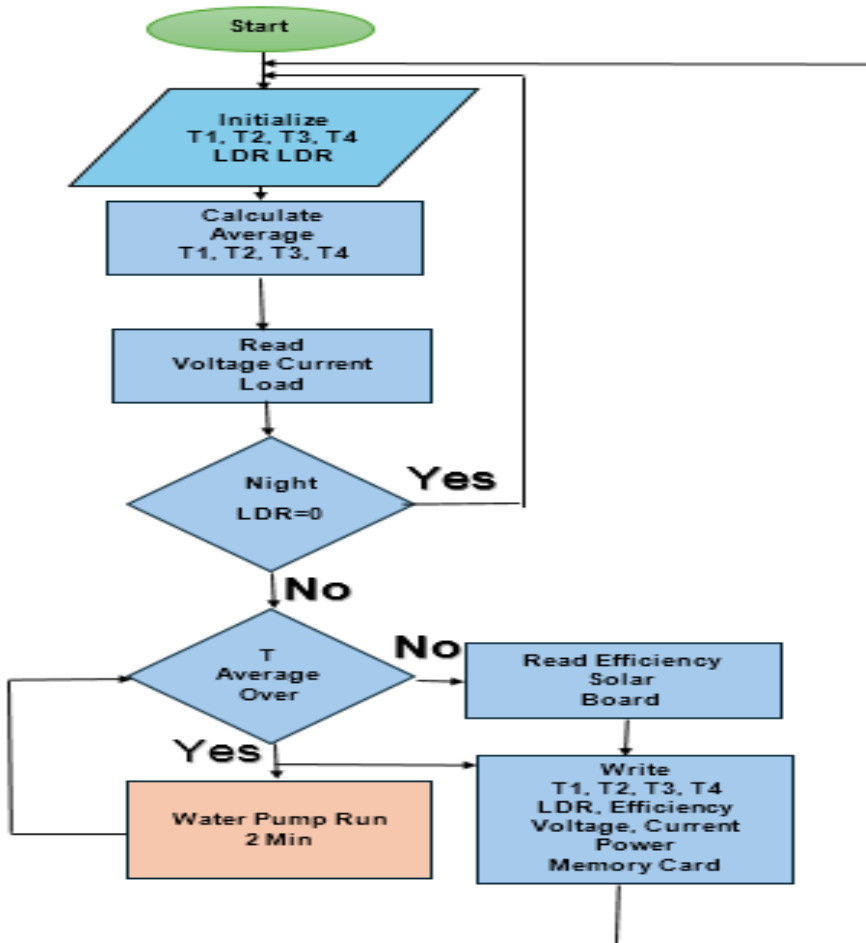 Start
Initialize
T1, T2, T3, T4
LDR LDR
Calculate
Average
T1, T2, T3, T4
Read
Voltage Current
Load
Night
LDR=0
Yes
No
T
Average
Over
No
Read Efficiency
Solar
Board
Yes
Water Pump Run
2 Min
Write
T1, T2, T3, T4
LDR, Efficiency
Voltage, Current
Power
Memory Card